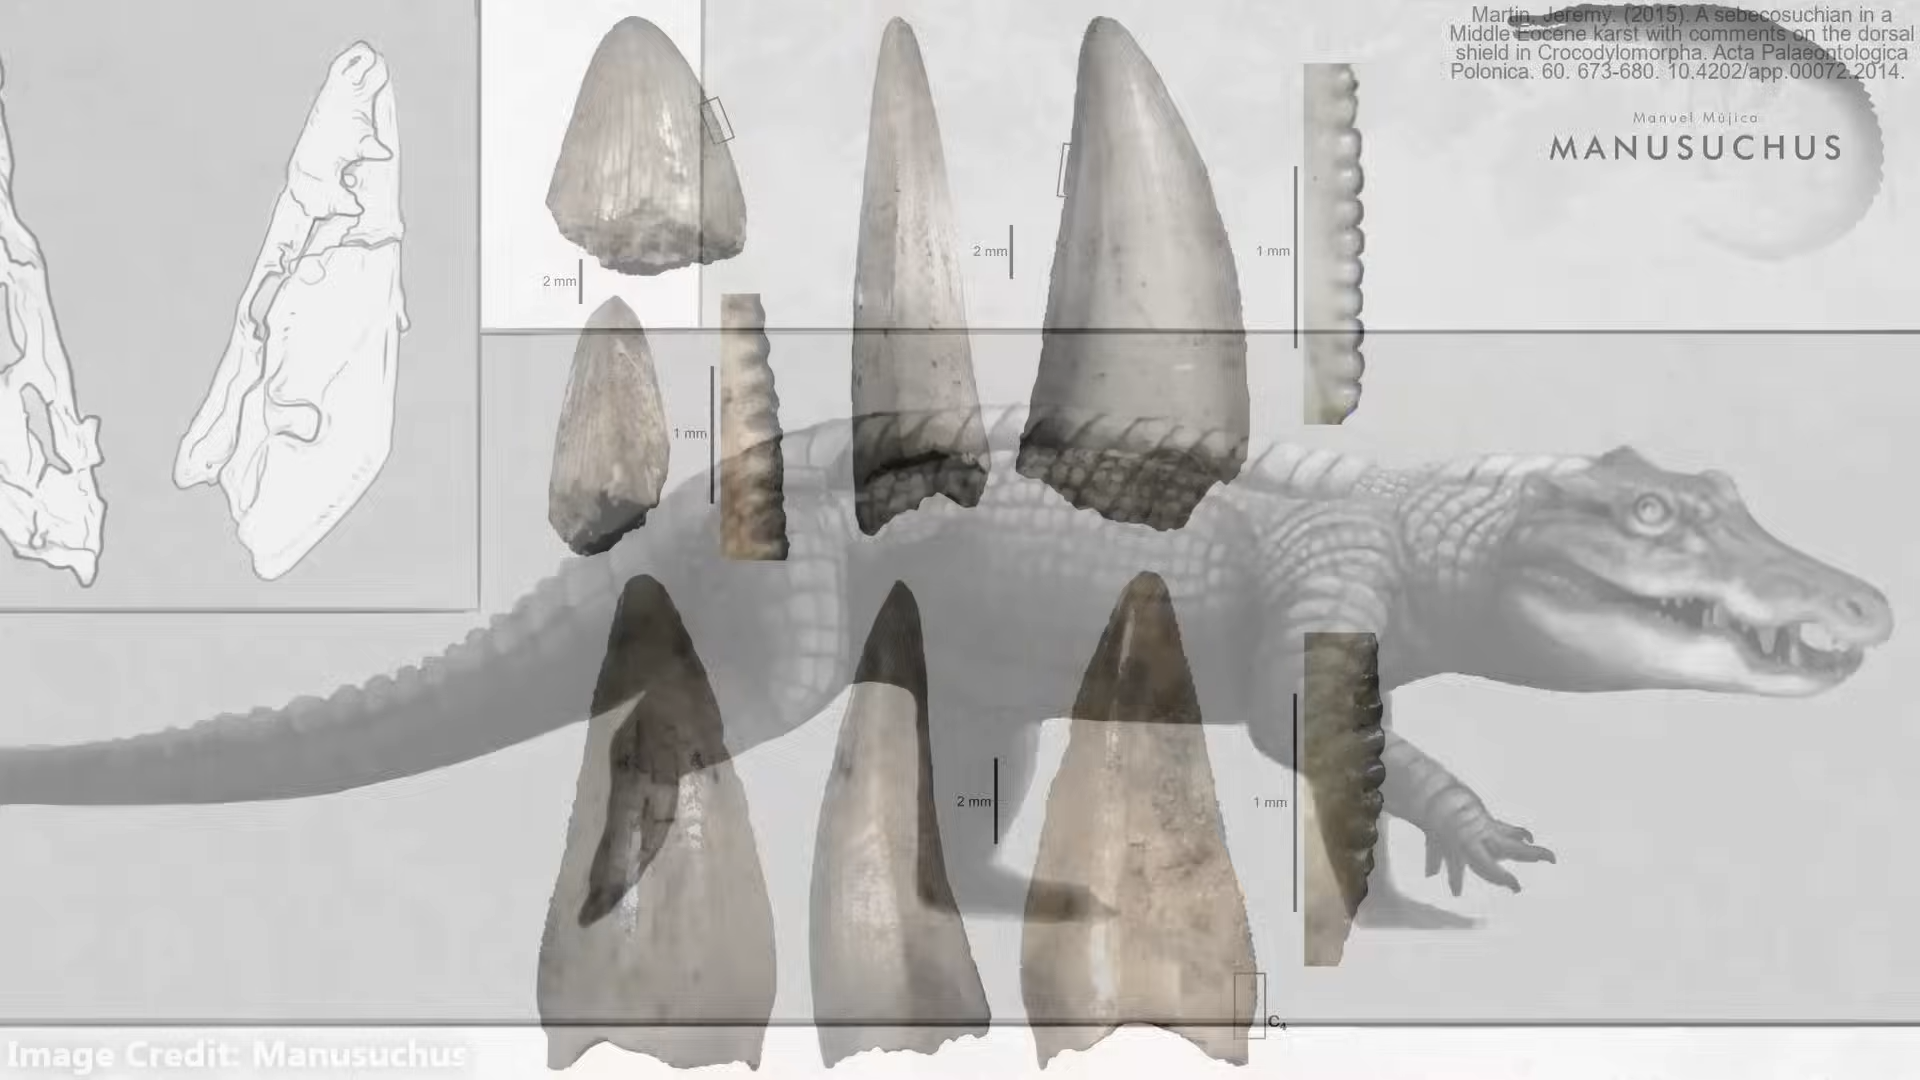 Martin, Jeremy. (2015). A sebecosuchian in a
Middle Eocene karst with comments on the dorsal
shield in Crocodylomorpha. Acta Palaeontologica
Polonica. 60. 673-680. 10.4202/app.00072.2014.
Manuel Mújica
MANUSUCHUS
2 mm
1 mm
2 mm
1 mm
2 mm
1 mm
C4
Image Credit: Manusuchus